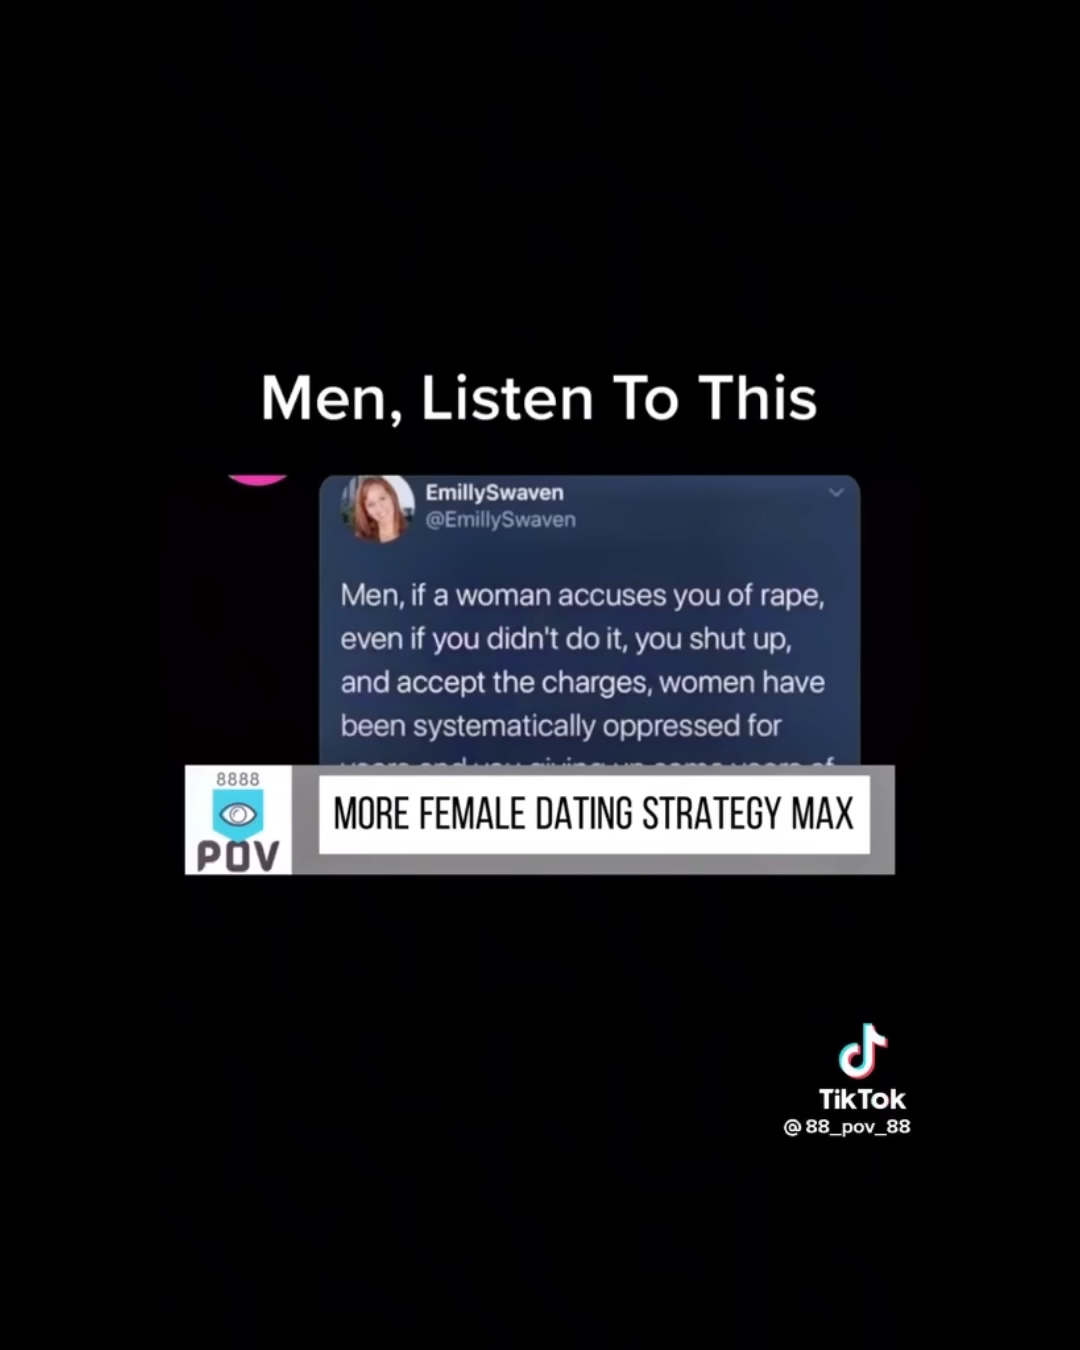 Men, Listen To This
EmillySwaven
@EmillySwaven
Men, if a woman accuses you of rape,
even if you didn't do it, you shut up,
and accept the charges, women have
been systematically oppressed for
8888
POV
MORE FEMALE DATING STRATEGY MAX
TikTok
@88_pov_88